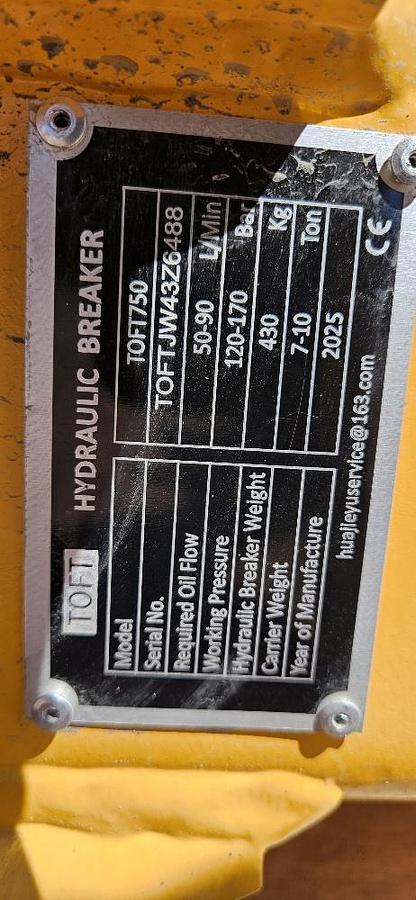 TOFT HYDRAULIC BREAKER
Model TOFT750
Serial No. TOFTJW43Z6488
Required Oil Flow 50-90 L/Min
Working Pressure 120-170 Bar
Hydraulic Breaker Weight 430 Kg
Carrier Weight 7-10 Ton
Year of Manufacture 2025
huajieyuservice@163.com CE